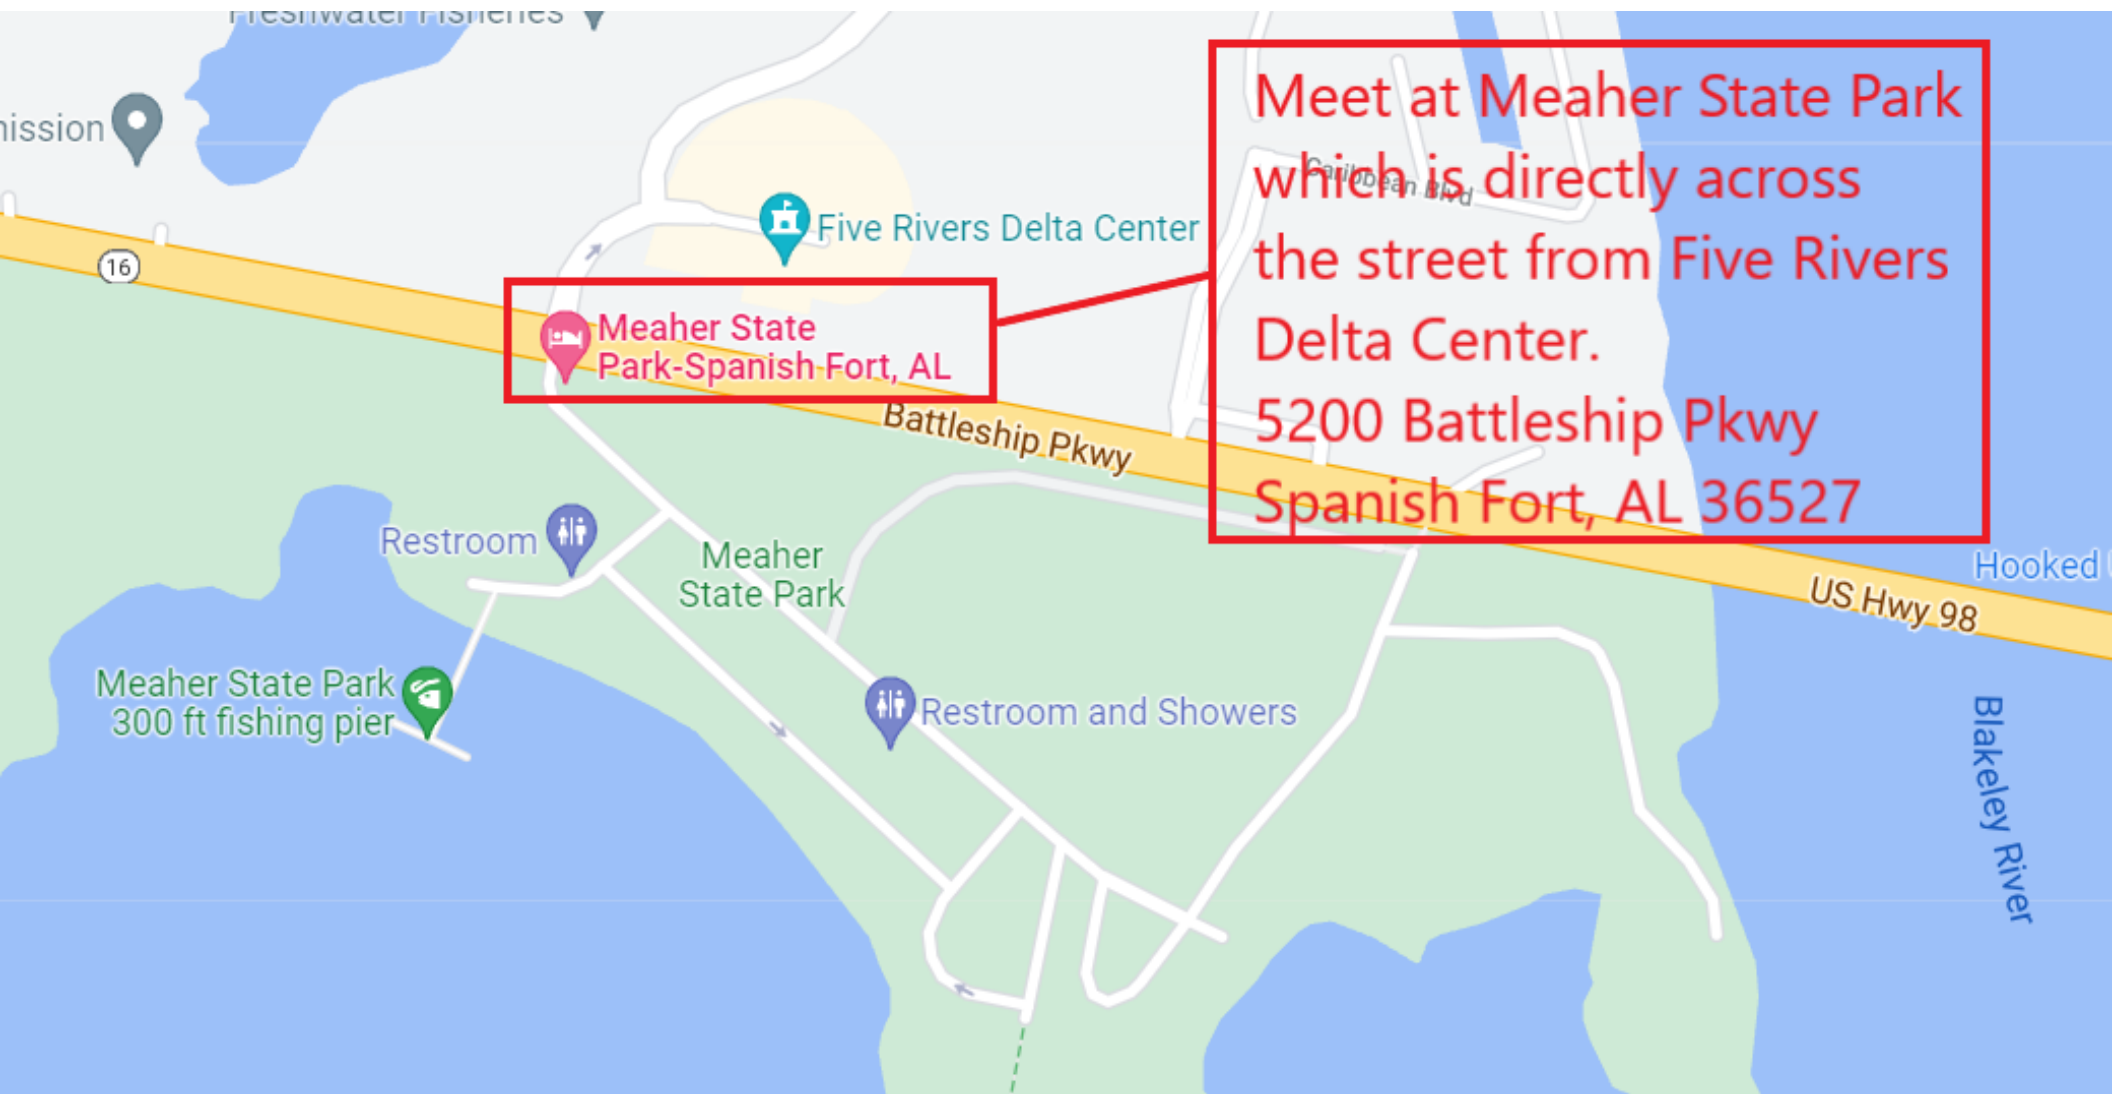 Freshwater Fisheries
ission
16
Five Rivers Delta Center
Meaher State
Park-Spanish Fort, AL
Meet at Meaher State Park
which is directly across
the street from Five Rivers
Delta Center.
5200 Battleship Pkwy
Spanish Fort, AL 36527
Caribbean Blvd
Battleship Pkwy
Restroom
Meaher
State Park
Hooked
US Hwy 98
Meaher State Park
300 ft fishing pier
Restroom and Showers
Blakeley River